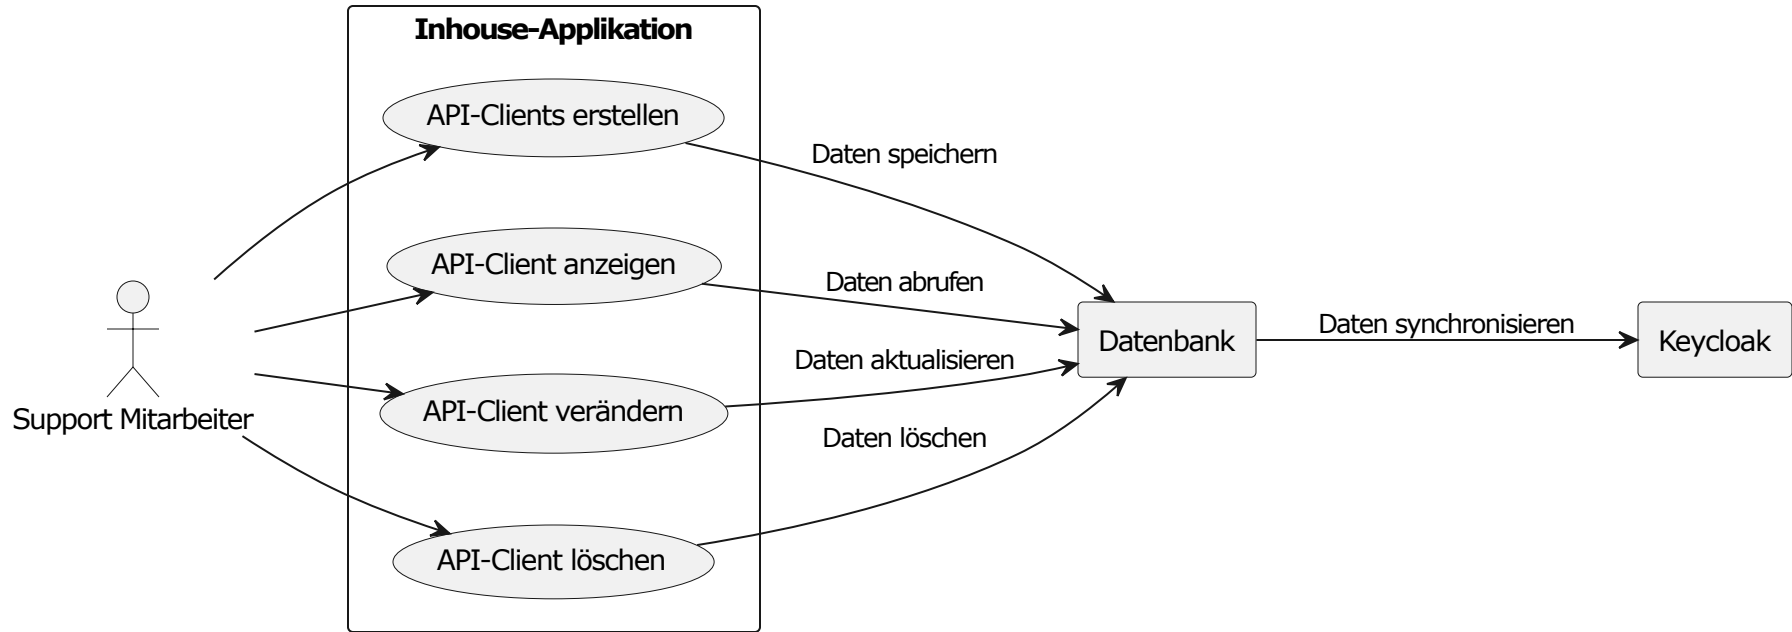 Inhouse-Applikation
API-Clients erstellen
Daten speichern
API-Client anzeigen
Daten abrufen
Datenbank
Daten synchronisieren
Keycloak
Daten aktualisieren
Support Mitarbeiter
API-Client verändern
Daten löschen
API-Client löschen